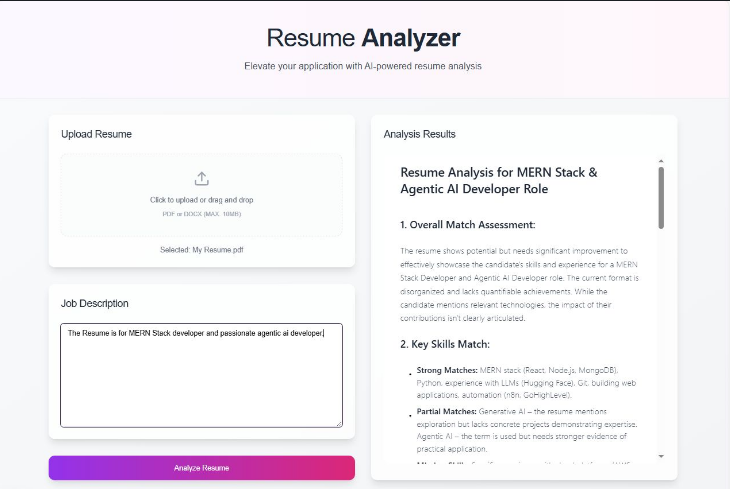 Resume Analyzer
Elevate your application with AI-powered resume analysis
Upload Resume
Click to upload or drag and drop
PDF or DOCX (MAX. 10MB)
Selected: My Resume.pdf
Job Description
The Resume is for MERN Stack developer and passionate agentic ai developer.
Analyze Resume
Analysis Results
Resume Analysis for MERN Stack &
Agentic AI Developer Role
1. Overall Match Assessment:
The resume shows potential but needs significant improvement to
effectively showcase the candidate's skills and experience for a MERN
Stack Developer and Agentic AI Developer role. The current format is
disorganized and lacks quantifiable achievements. While the
candidate mentions relevant technologies, the impact of their
contributions isn't clearly articulated.
2. Key Skills Match:
• Strong Matches: MERN stack (React, Node.js, MongoDB),
Python, experience with LLMs (Hugging Face), Git, building web
applications, automation (n8n, GoHighLevel).
• Partial Matches: Generative AI – the resume mentions
exploration but lacks concrete projects demonstrating expertise.
Agentic AI – the term is used but needs stronger evidence of
practical application.